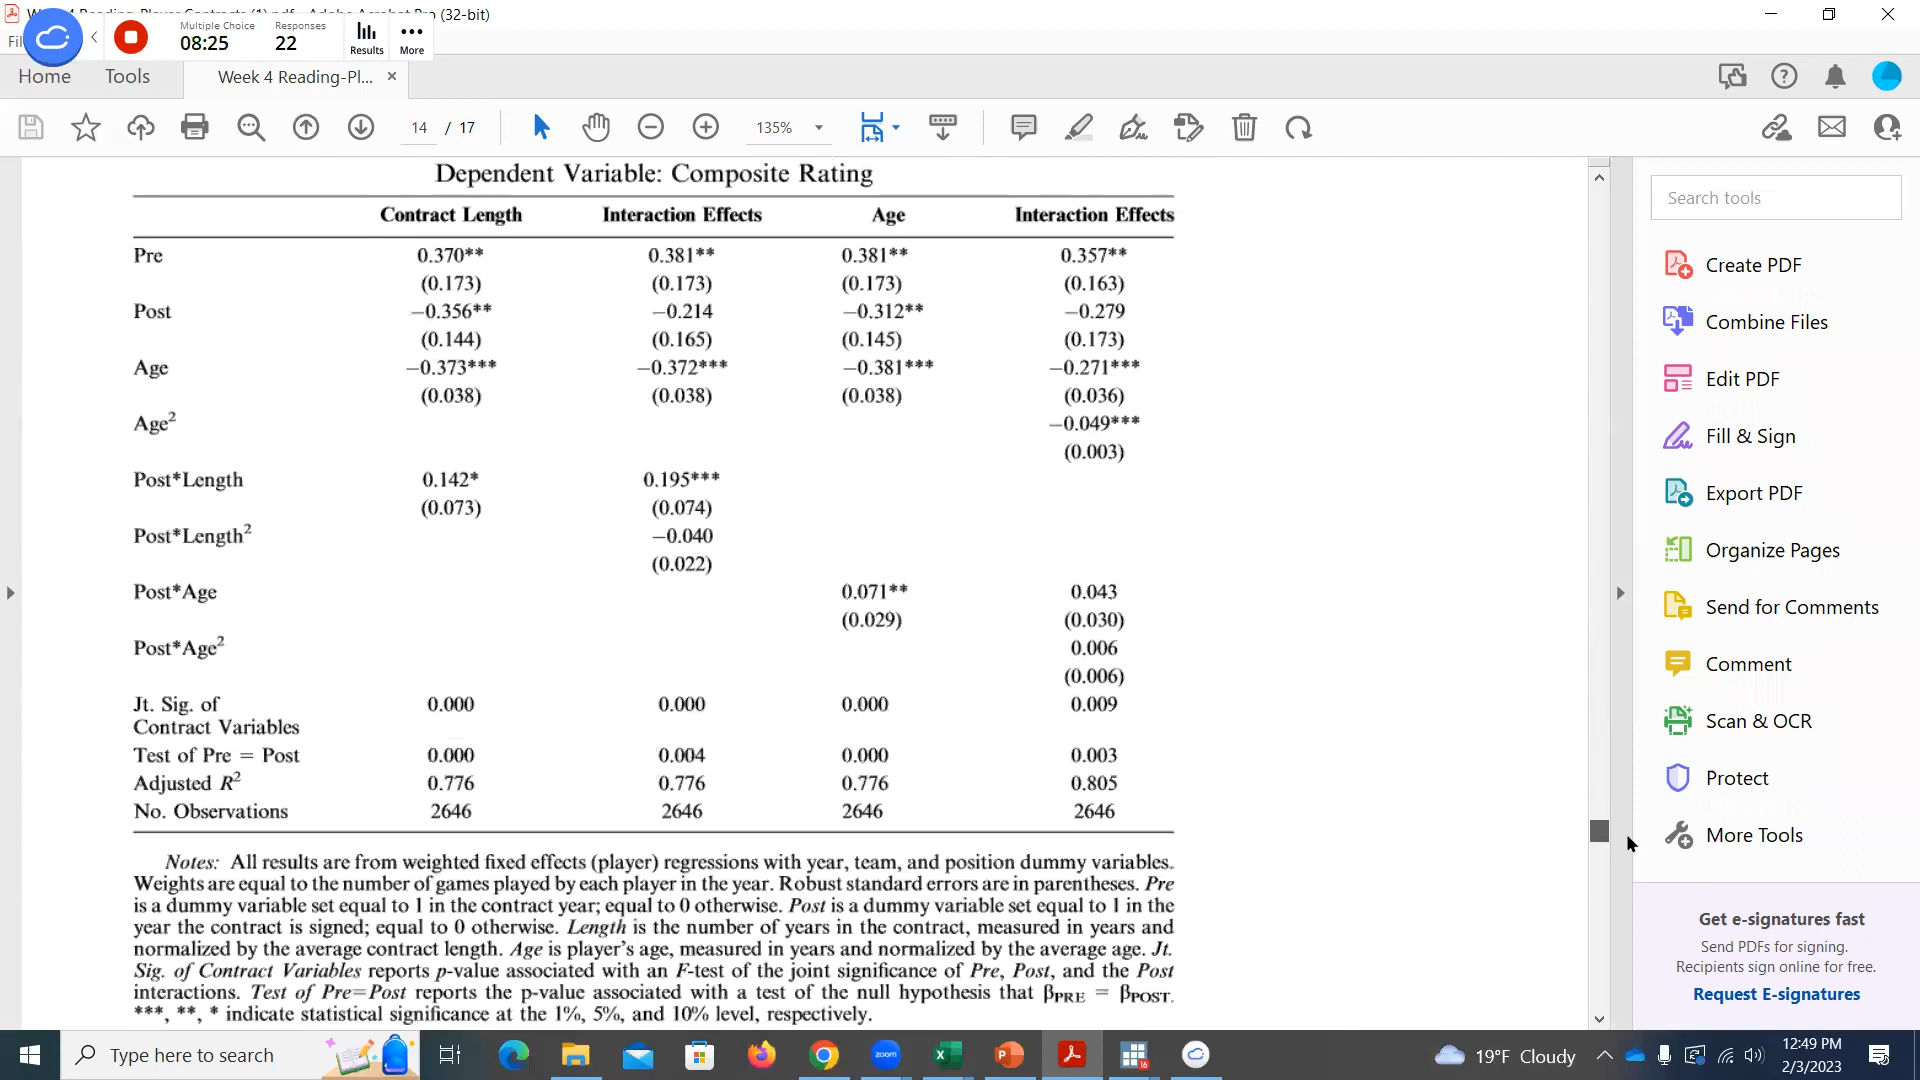 (32-bit)
Multiple Choice
08:25
Responses
22
Results
More
Home
Tools
Week 4 Reading-Pl...
14 / 17
135%
Dependent Variable: Composite Rating
Contract Length Interaction Effects Age Interaction Effects
Pre 0.370** 0.381** 0.381** 0.357**
(0.173) (0.173) (0.173) (0.163)
Post −0.356** −0.214 −0.312** −0.279
(0.144) (0.165) (0.145) (0.173)
Age −0.373*** −0.372*** −0.381*** −0.271***
(0.038) (0.038) (0.038) (0.036)
Age² −0.049***
(0.003)
Post*Length 0.142* 0.195***
(0.073) (0.074)
Post*Length² −0.040
(0.022)
Post*Age 0.071** 0.043
(0.029) (0.030)
Post*Age² 0.006
(0.006)
Jt. Sig. of 0.000 0.000 0.000 0.009
Contract Variables
Test of Pre = Post 0.000 0.004 0.000 0.003
Adjusted R² 0.776 0.776 0.776 0.805
No. Observations 2646 2646 2646 2646
Notes: All results are from weighted fixed effects (player) regressions with year, team, and position dummy variables.
Weights are equal to the number of games played by each player in the year. Robust standard errors are in parentheses. Pre
is a dummy variable set equal to 1 in the contract year; equal to 0 otherwise. Post is a dummy variable set equal to 1 in the
year the contract is signed; equal to 0 otherwise. Length is the number of years in the contract, measured in years and
normalized by the average contract length. Age is player's age, measured in years and normalized by the average age. Jt.
Sig. of Contract Variables reports p-value associated with an F-test of the joint significance of Pre, Post, and the Post
interactions. Test of Pre=Post reports the p-value associated with a test of the null hypothesis that βPRE = βPOST.
***, **, * indicate statistical significance at the 1%, 5%, and 10% level, respectively.
Search tools
Create PDF
Combine Files
Edit PDF
Fill & Sign
Export PDF
Organize Pages
Send for Comments
Comment
Scan & OCR
Protect
More Tools
Get e-signatures fast
Send PDFs for signing.
Recipients sign online for free.
Request E-signatures
Type here to search
zoom
16
19°F Cloudy
12:49 PM
2/3/2023